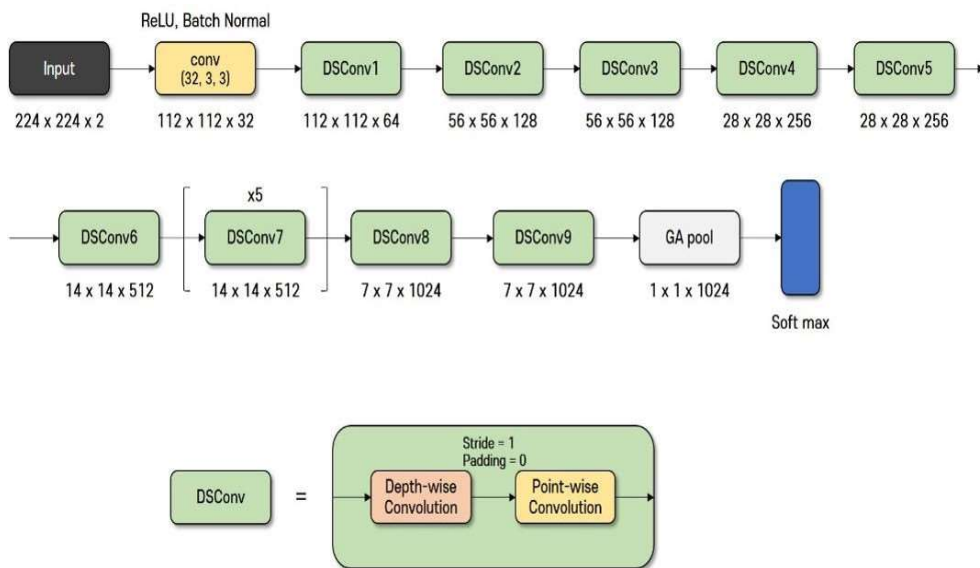 ReLU, Batch Normal
Input
conv
(32, 3, 3)
DSConv1
DSConv2
DSConv3
DSConv4
DSConv5
224 x 224 x 2
112 x 112 x 32
112 x 112 x 64
56 x 56 x 128
56 x 56 x 128
28 x 28 x 256
28 x 28 x 256
x5
DSConv6
DSConv7
DSConv8
DSConv9
GA pool
14 x 14 x 512
14 x 14 x 512
7 x 7 x 1024
7 x 7 x 1024
1 x 1 x 1024
Soft max
Stride = 1
Padding = 0
DSConv
=
Depth-wise
Convolution
Point-wise
Convolution